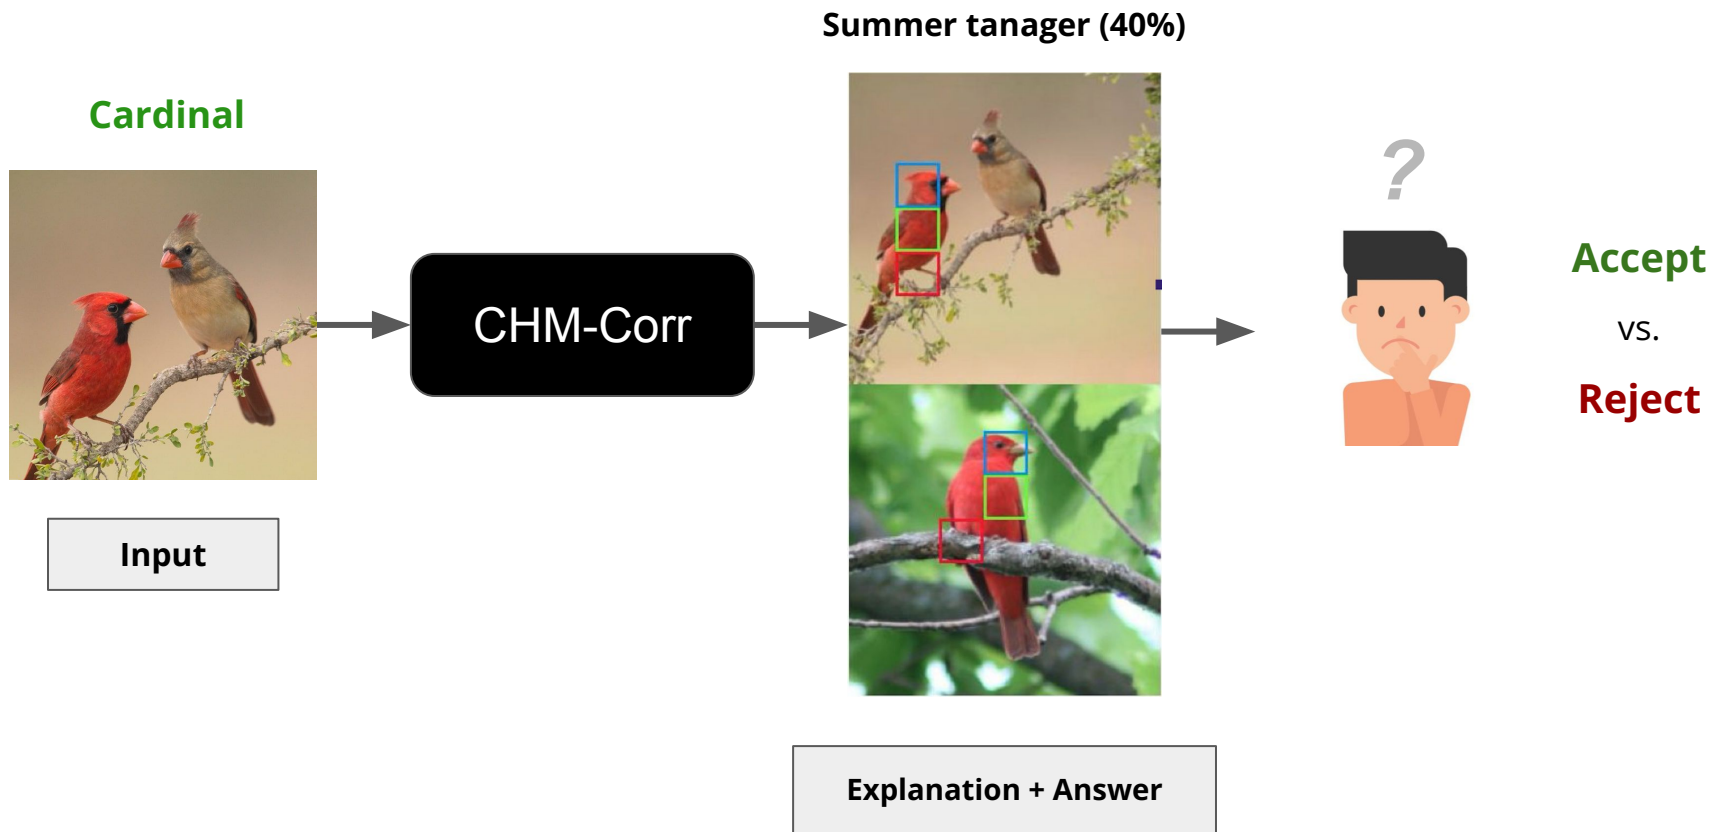 Summer tanager (40%)
Cardinal
CHM-Corr
?
Accept
vs.
Reject
Input
Explanation + Answer